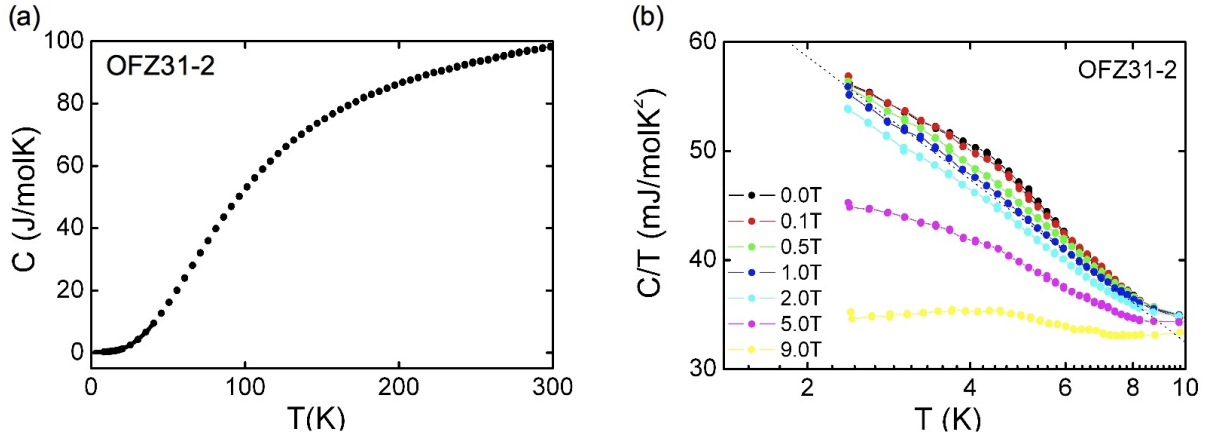 (a)
OFZ31-2
C (J/molK)
100
80
60
40
20
0
0
100
200
300
T(K)
(b)
OFZ31-2
C/T (mJ/molK²)
60
50
40
30
0.0T
0.1T
0.5T
1.0T
2.0T
5.0T
9.0T
2
4
6
8
10
T (K)